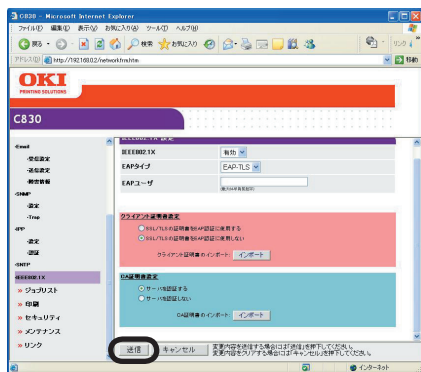 C830 - Microsoft Internet Explorer
ファイル(F) 編集(E) 表示(V) お気に入り(A) ツール(T) ヘルプ(H)
戻る 検索 お気に入り リンク
アドレス(D) http://192.168.0.2/networkfrm.htm 移動
OKI
PRINTING SOLUTIONS
C830
-Email
-受信設定
-送信設定
-SNMP
-設定
-Trap
-IPP
-設定
-認証
-SNTP
-IEEE802.1X
» ジョブリスト
» 印刷
» セキュリティ
» メンテナンス
» リンク
IEEE802.1X 設定
IEEE802.1X 有効
EAPタイプ EAP-TLS
EAPユーザ
クライアント証明書設定
SSL/TLSの証明書をEAP認証に使用する
SSL/TLSの証明書をEAP認証に使用しない
クライアント証明書のインポート: インポート
CA証明書設定
サーバを認証する
サーバを認証しない
CA証明書のインポート: インポート
送信 キャンセル 変更内容を送信する場合には「送信」を押下してください。
変更内容をクリアする場合には「キャンセル」を押下してください。
インターネット